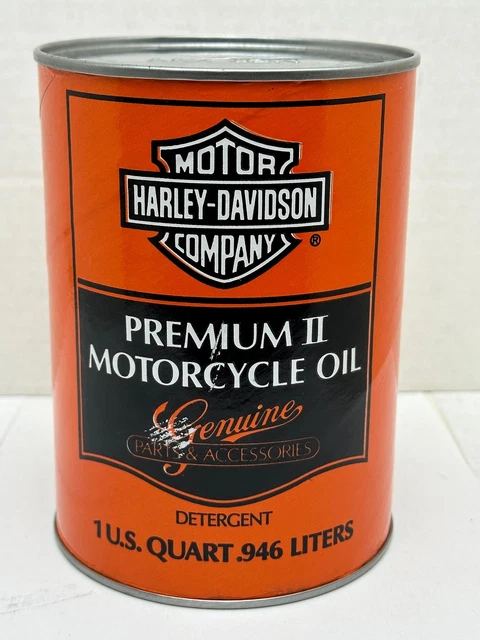 MOTOR
HARLEY-DAVIDSON
COMPANY
®
PREMIUM II
MOTORCYCLE OIL
Genuine
PARTS & ACCESSORIES
DETERGENT
1 U.S. QUART .946 LITERS